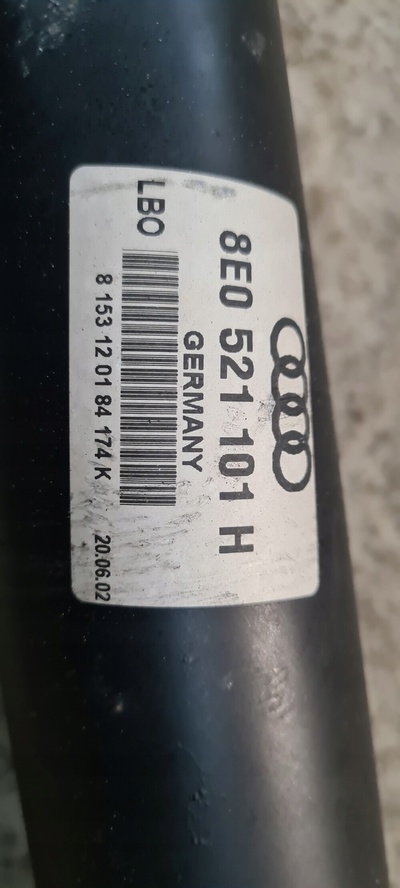 8E0 521 101 H
GERMANY
LBO
8 153 12 01 84 174 K
20.06.02